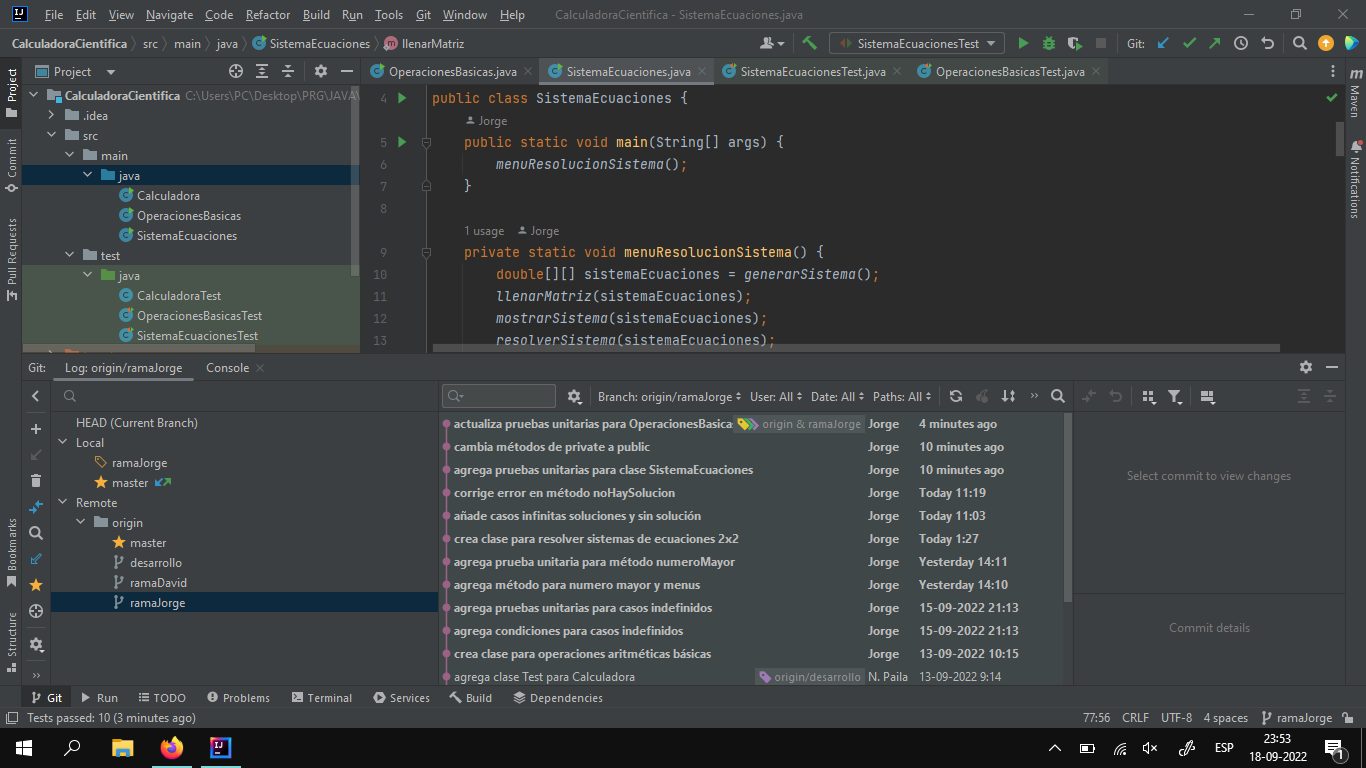 File Edit View Navigate Code Refactor Build Run Tools Git Window Help CalculadoraCientifica - SistemaEcuaciones.java
CalculadoraCientifica src main java SistemaEcuaciones llenarMatriz SistemaEcuacionesTest Git:
Project OperacionesBasicas.java SistemaEcuaciones.java SistemaEcuacionesTest.java OperacionesBasicasTest.java
CalculadoraCientifica C:\Users\PC\Desktop\PRG\JAVA\
.idea
src
main
java
Calculadora
OperacionesBasicas
SistemaEcuaciones
test
java
CalculadoraTest
OperacionesBasicasTest
SistemaEcuacionesTest
4 public class SistemaEcuaciones {
Jorge
5 public static void main(String[] args) {
6 menuResolucionSistema();
7 }
8
1 usage Jorge
9 private static void menuResolucionSistema() {
10 double[][] sistemaEcuaciones = generarSistema();
11 llenarMatriz(sistemaEcuaciones);
12 mostrarSistema(sistemaEcuaciones);
13 resolverSistema(sistemaEcuaciones);
Project
Commit
Pull Requests
Bookmarks
Structure
Maven
Notifications
Git: Log: origin/ramaJorge Console
HEAD (Current Branch)
Local
ramaJorge
master
Remote
origin
master
desarrollo
ramaDavid
ramaJorge
Branch: origin/ramaJorge User: All Date: All Paths: All
actualiza pruebas unitarias para OperacionesBasica origin & ramaJorge Jorge 4 minutes ago
cambia métodos de private a public Jorge 10 minutes ago
agrega pruebas unitarias para clase SistemaEcuaciones Jorge 10 minutes ago
corrige error en método noHaySolucion Jorge Today 11:19
añade casos infinitas soluciones y sin solución Jorge Today 11:03
crea clase para resolver sistemas de ecuaciones 2x2 Jorge Today 1:27
agrega prueba unitaria para método numeroMayor Jorge Yesterday 14:11
agrega método para numero mayor y menus Jorge Yesterday 14:10
agrega pruebas unitarias para casos indefinidos Jorge 15-09-2022 21:13
agrega condiciones para casos indefinidos Jorge 15-09-2022 21:13
crea clase para operaciones aritméticas básicas Jorge 13-09-2022 10:15
agrega clase Test para Calculadora origin/desarrollo N. Paila 13-09-2022 9:14
Select commit to view changes
Commit details
Git Run TODO Problems Terminal Services Build Dependencies
Tests passed: 10 (3 minutes ago) 77:56 CRLF UTF-8 4 spaces ramaJorge
ESP 23:53
18-09-2022 1